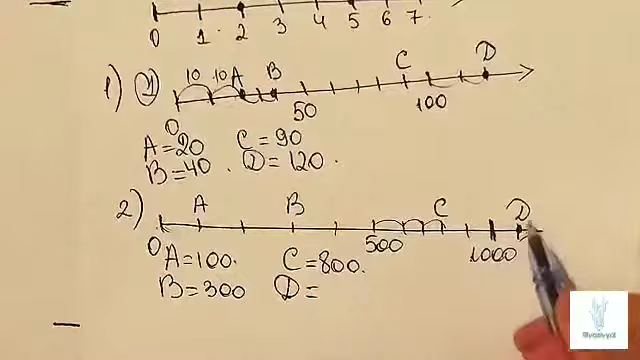 0 1 2 3 4 5 6 7
1) 1 10 10 A B C D
0 50 100
A=20 C=90
B=40 . D=120 .
2) A B C D
0 500 1000
A=100. C=800.
B=300 D=